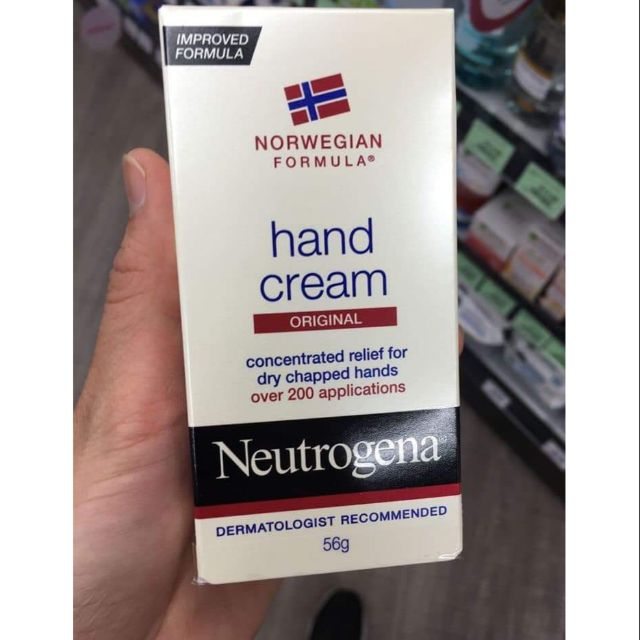 IMPROVED
FORMULA
NORWEGIAN
FORMULA®
hand
cream
ORIGINAL
concentrated relief for
dry chapped hands
over 200 applications
Neutrogena®
DERMATOLOGIST RECOMMENDED
56g